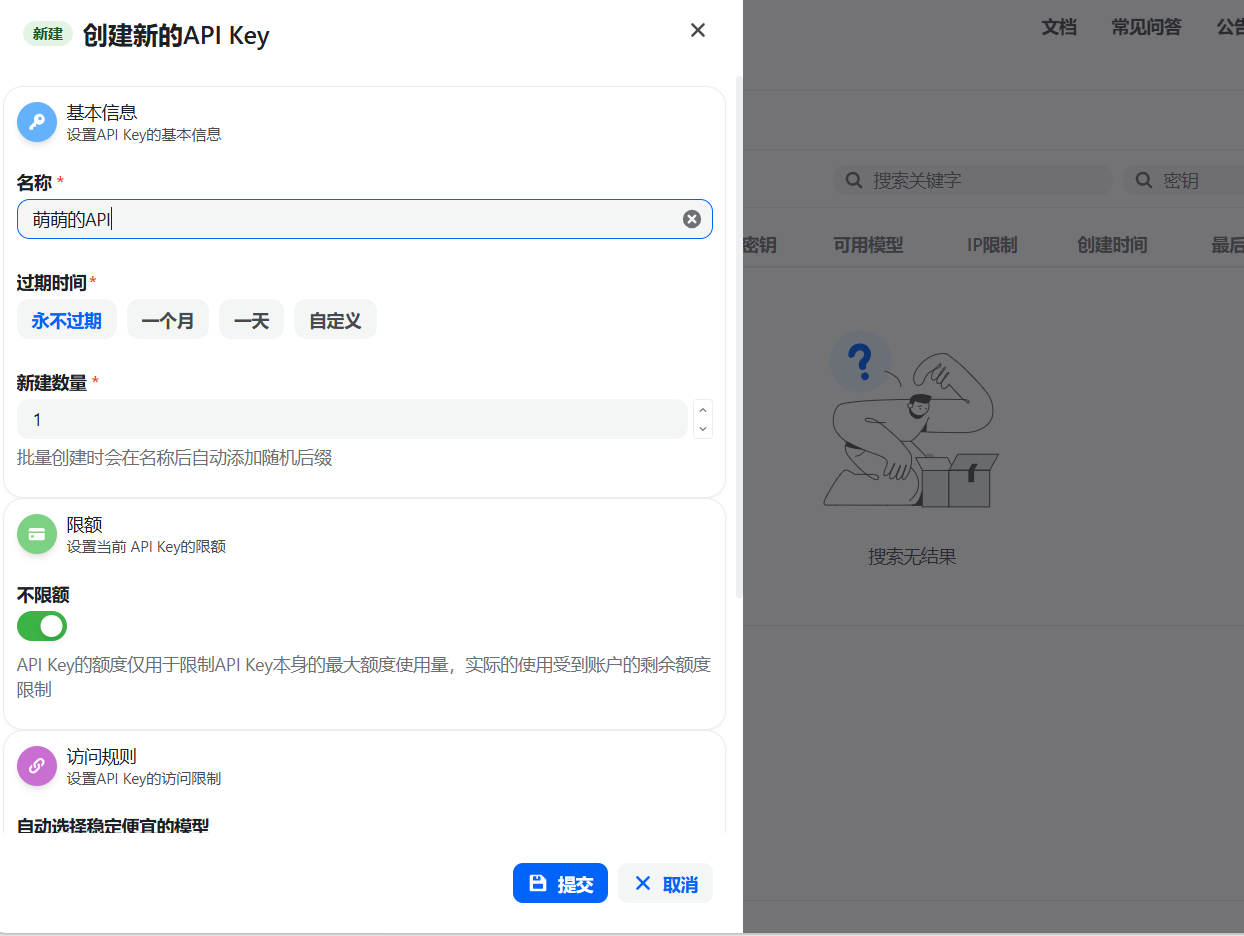 新建 创建新的API Key
文档 常见问答 公告
基本信息
设置API Key的基本信息
名称 *
萌萌的API
搜索关键字 密钥
密钥 可用模型 IP限制 创建时间 最后
过期时间 *
永不过期 一个月 一天 自定义
新建数量 *
1
批量创建时会在名称后自动添加随机后缀
限额
设置当前 API Key的限额
搜索无结果
不限额
API Key的额度仅用于限制API Key本身的最大额度使用量，实际的使用受到账户的剩余额度
限制
访问规则
设置API Key的访问限制
自动选择稳定便宜的模型
提交 取消